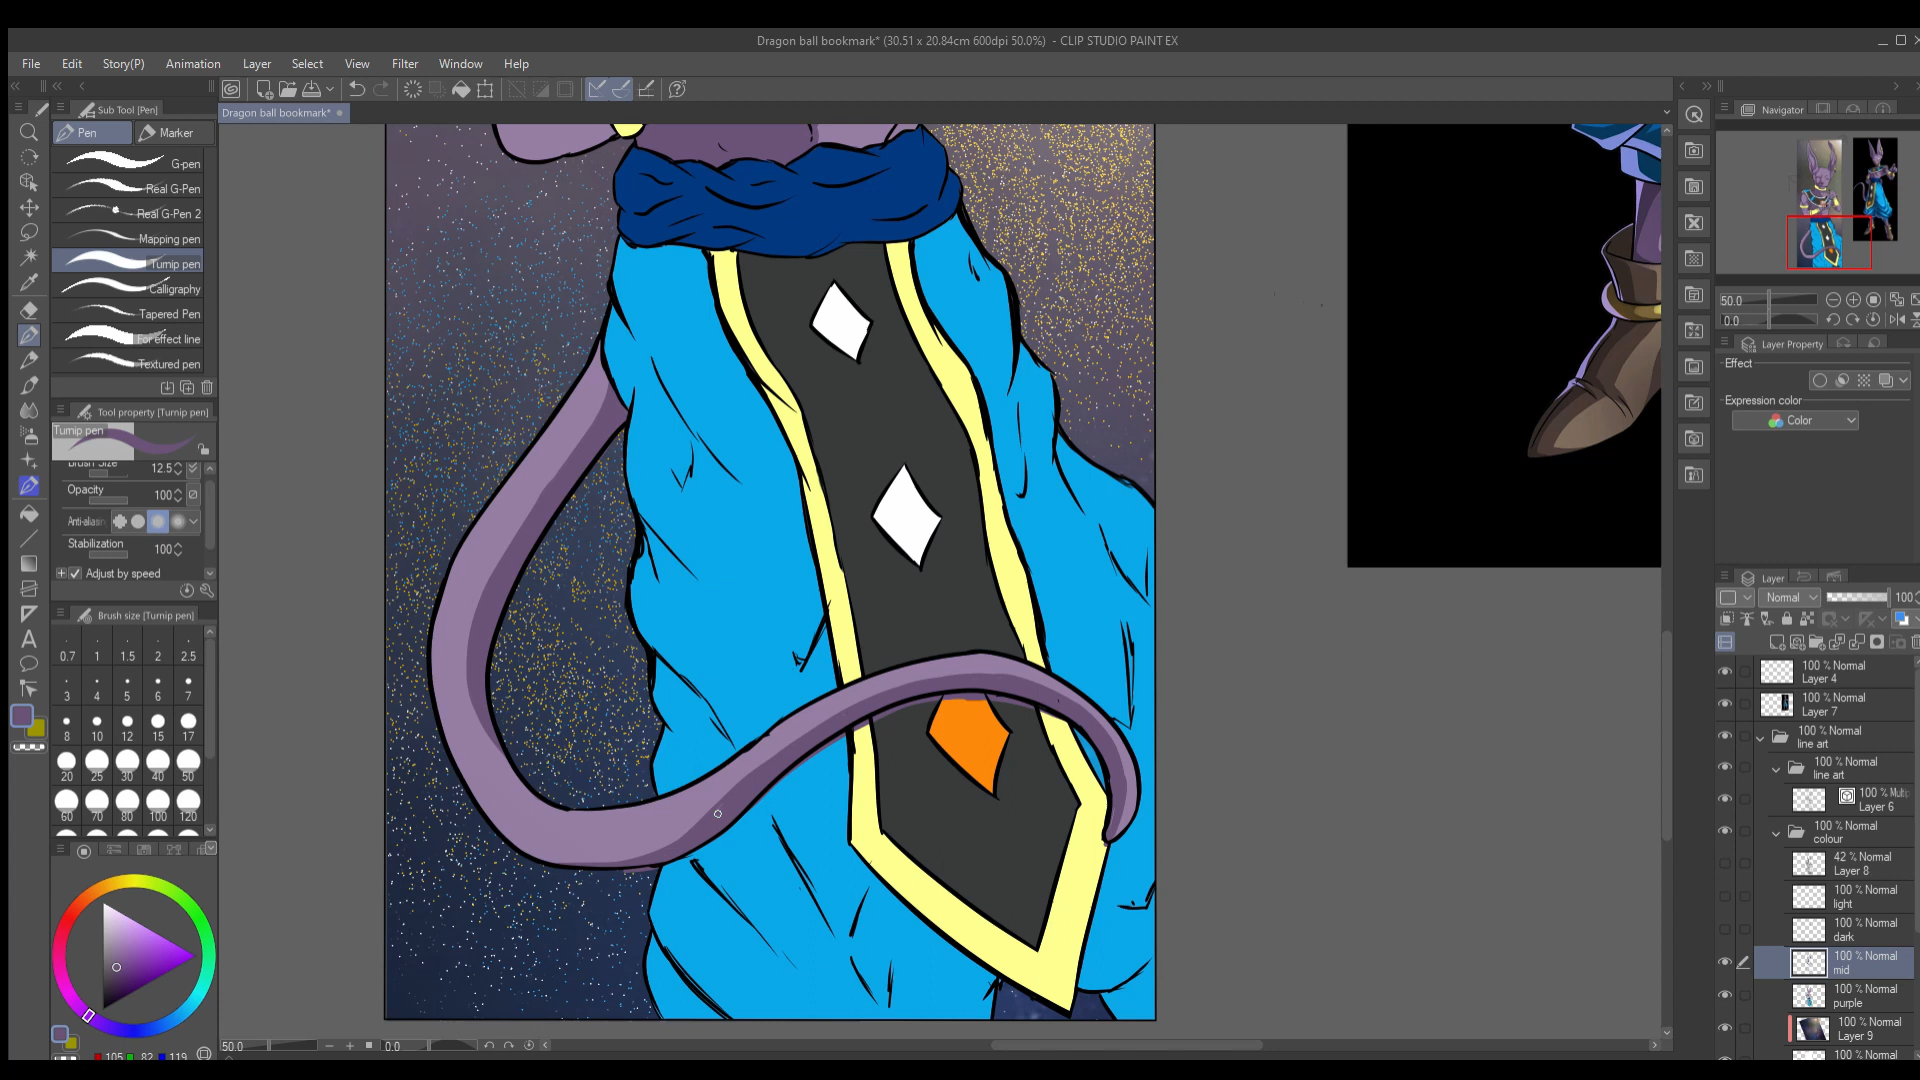 Dragon ball bookmark* (30.51 x 20.84cm 600dpi 50.0%) - CLIP STUDIO PAINT EX
File Edit Story(P) Animation Layer Select View Filter Window Help
Sub Tool [Pen]
Dragon ball bookmark*
Pen Marker
G-pen
Real G-Pen
Real G-Pen 2
Mapping pen
Turnip pen
Calligraphy
Tapered Pen
For effect line
Textured pen
Tool property [Turnip pen]
Turnip pen
Brush Size 12.5
Opacity 100
Anti-aliasin
Stabilization 100
Adjust by speed
Brush size [Turnip pen]
0.7 1 1.5 2 2.5
3 4 5 6 7
8 10 12 15 17
20 25 30 40 50
60 70 80 100 120
105 82 119
50.0 0.0
Navigator
50.0
0.0
Layer Property
Effect
Expression color
Color
Layer
Normal 100
100 % Normal
Layer 4
100 % Normal
Layer 7
100 % Normal
line art
100 % Normal
line art
100 % Multi
Layer 6
100 % Normal
colour
42 % Normal
Layer 8
100 % Normal
light
100 % Normal
dark
100 % Normal
mid
100 % Normal
purple
100 % Normal
Layer 9
100 % Normal